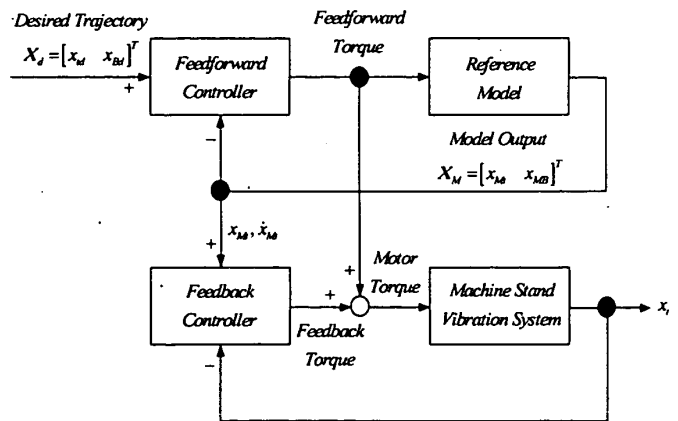 Desired Trajectory
X_d = [x_td x_Bd]^T
+
Feedforward
Controller
Feedforward
Torque
Reference
Model
−
Model Output
X_M = [x_Mt x_MB]^T
x_Mt, ẋ_Mt
+
Feedback
Controller
−
+
Feedback
Torque
+
Motor
Torque
Machine Stand
Vibration System
x_t